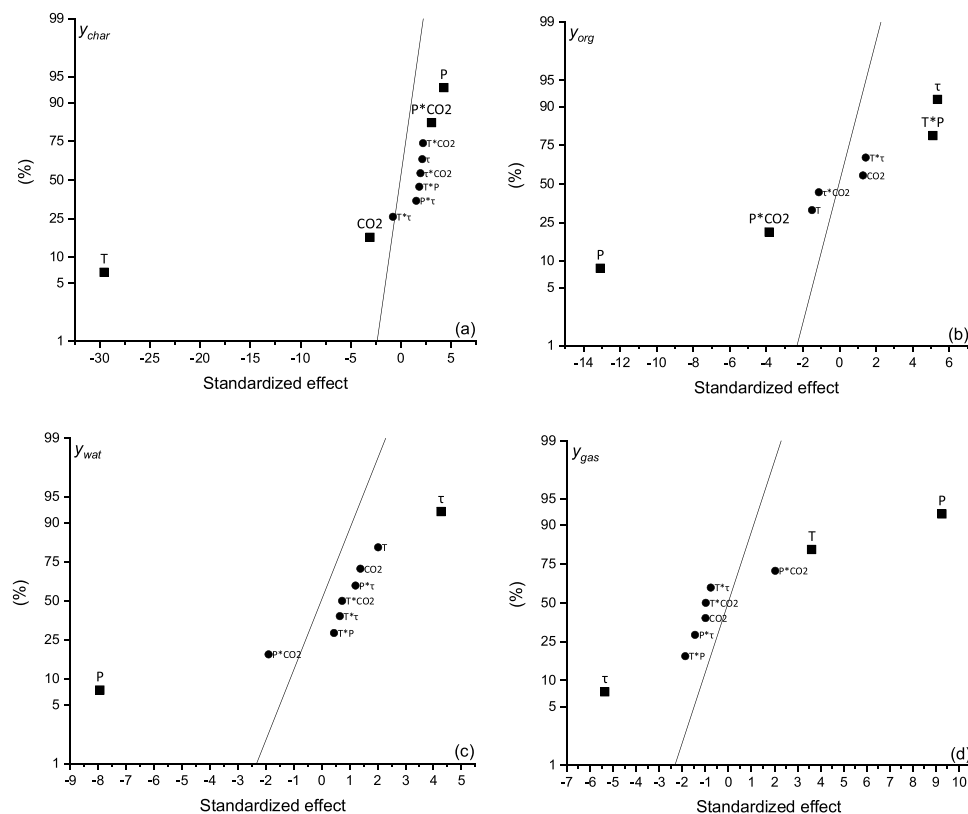 99
y_char
95
P
90
P*CO2
75
T*CO2
τ
(%)
50
τ*CO2
T*P
P*τ
25
CO2
T*τ
10
T
5
1
(a)
-30 -25 -20 -15 -10 -5 0 5
Standardized effect
99
y_org
95
τ
90
T*P
75
T*τ
(%)
50
CO2
τ*CO2
T
25
P*CO2
10
P
5
1
(b)
-14 -12 -10 -8 -6 -4 -2 0 2 4 6
Standardized effect
99
y_wat
95
τ
90
T
75
CO2
P*τ
(%)
50
T*CO2
T*τ
T*P
25
P*CO2
10
P
5
1
(c)
-9 -8 -7 -6 -5 -4 -3 -2 -1 0 1 2 3 4 5
Standardized effect
99
y_gas
95
P
90
T
75
P*CO2
T*τ
(%)
50
T*CO2
CO2
P*τ
25
T*P
10
τ
5
1
(d)
-7 -6 -5 -4 -3 -2 -1 0 1 2 3 4 5 6 7 8 9 10
Standardized effect